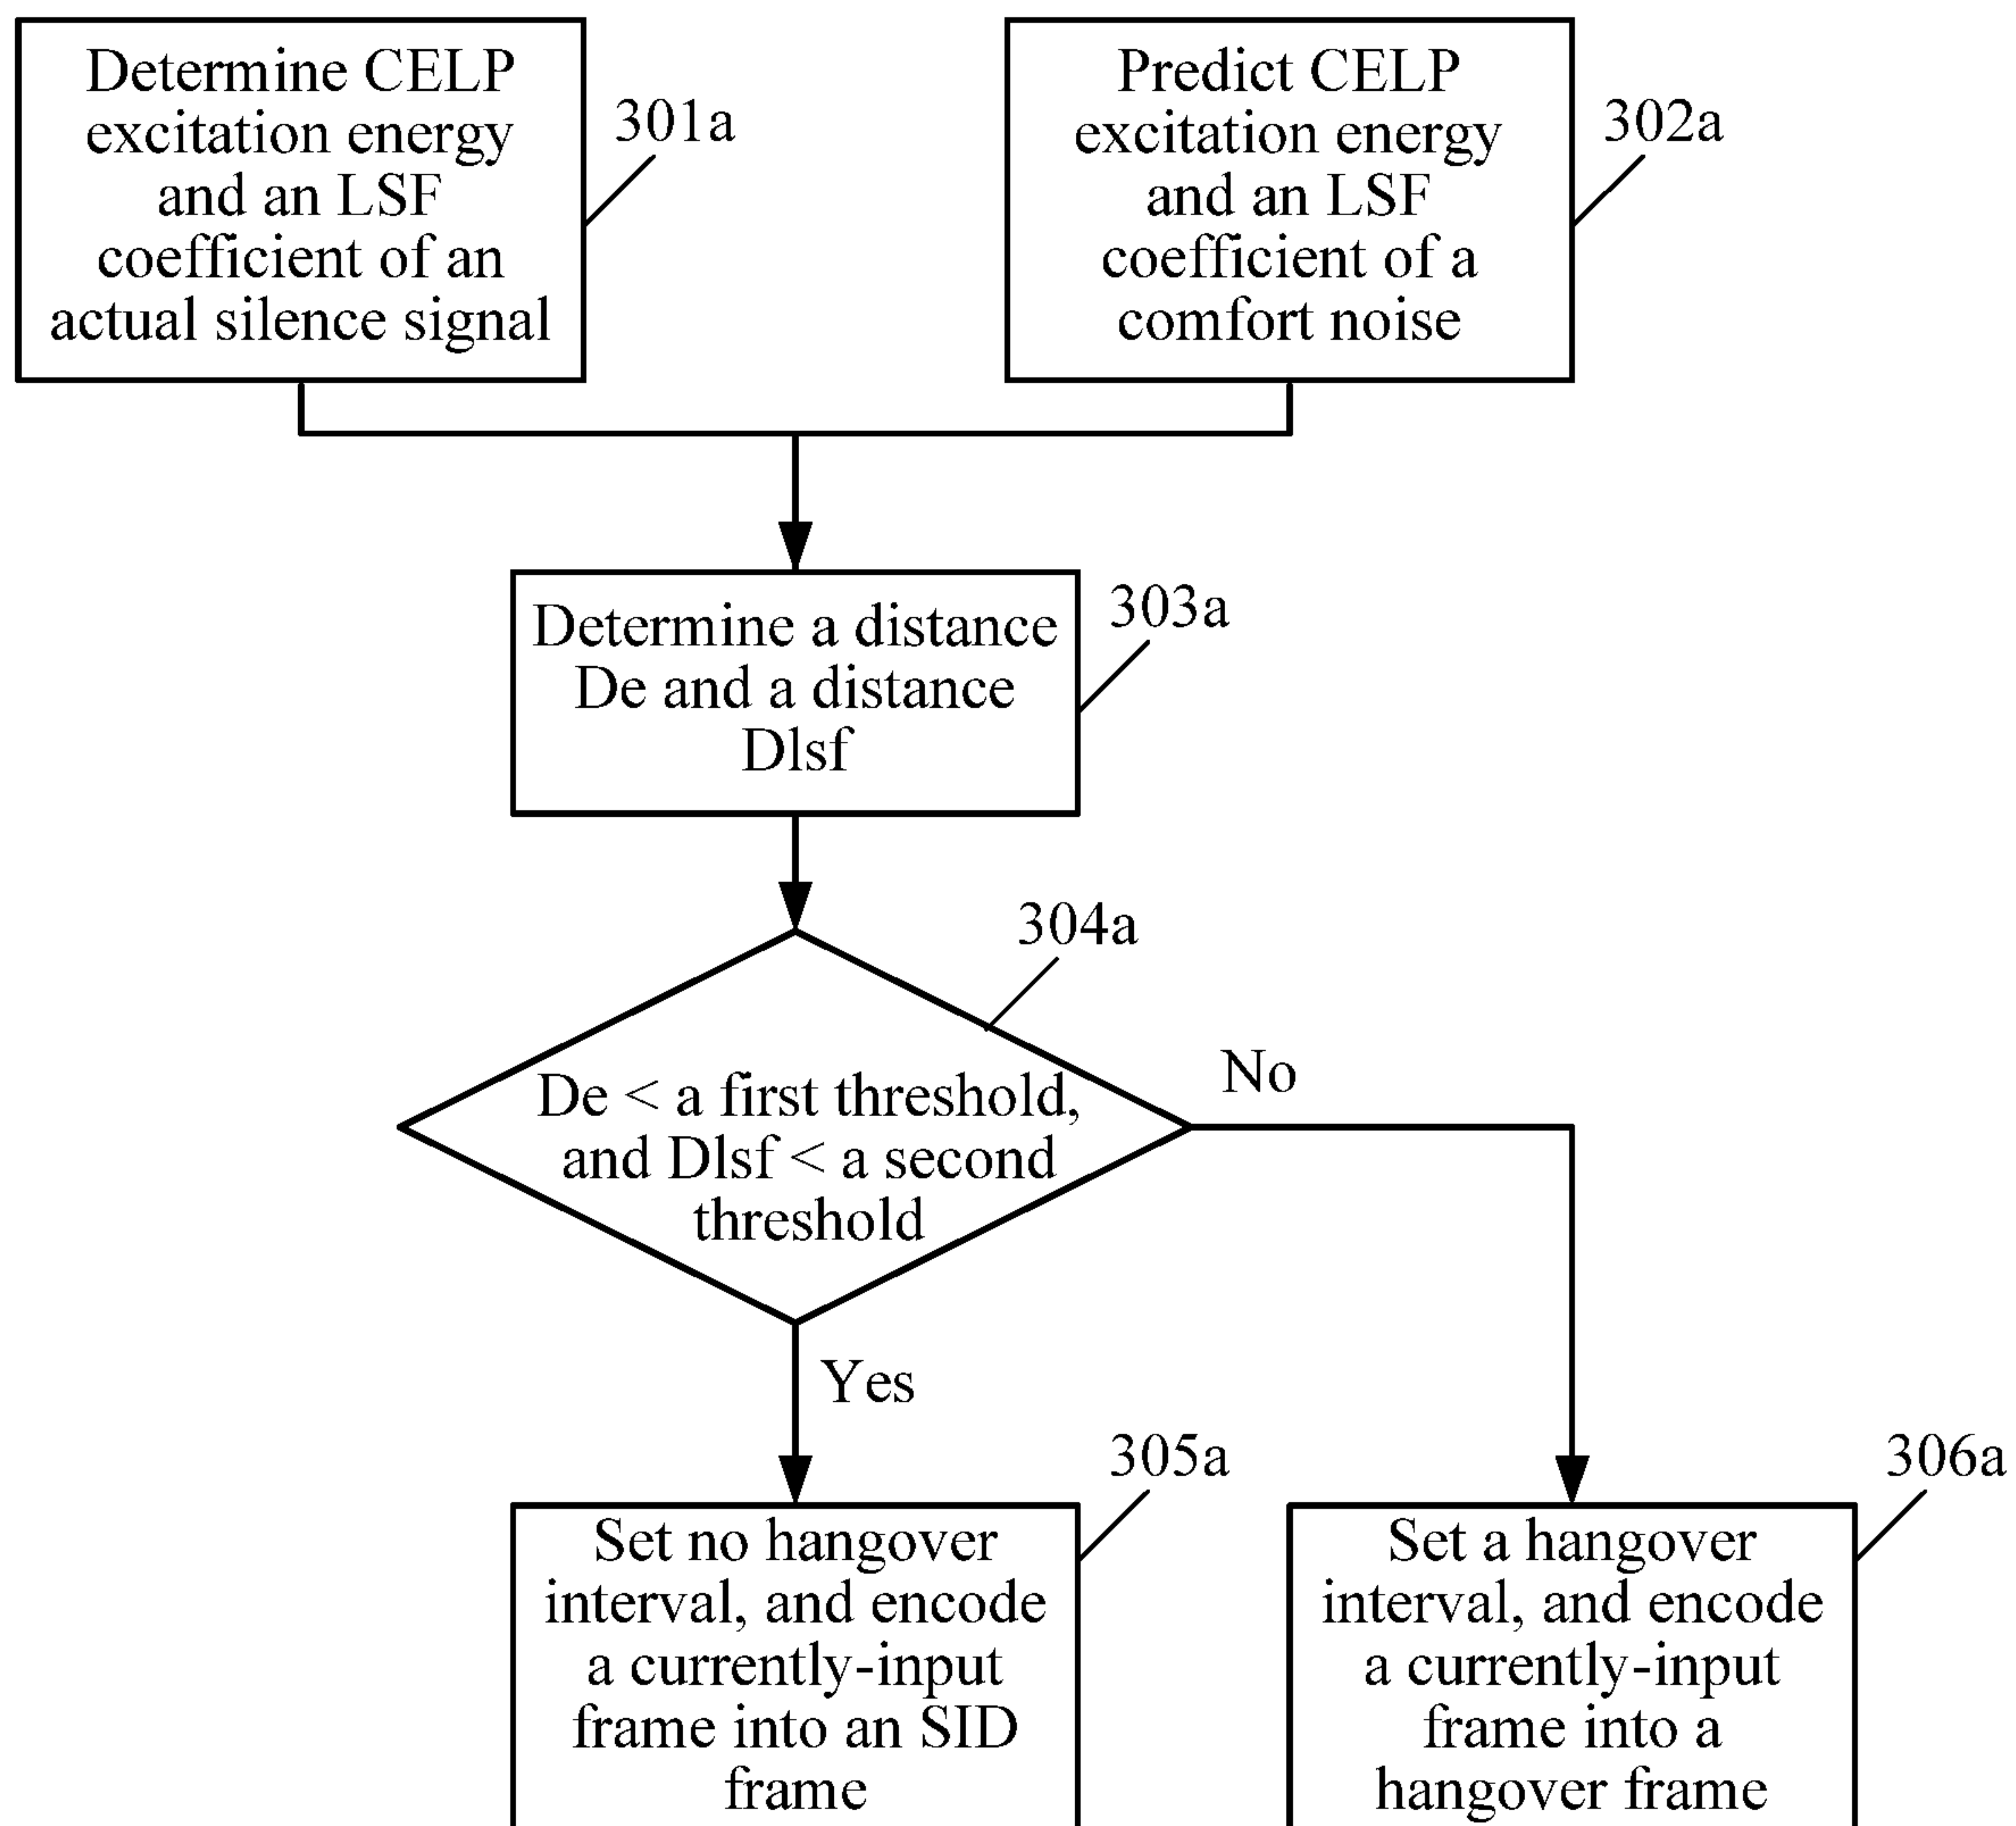 Determine CELP
excitation energy
and an LSF
coefficient of an
actual silence signal
301a
Predict CELP
excitation energy
and an LSF
coefficient of a
comfort noise
302a
Determine a distance
De and a distance
Dlsf
303a
304a
De < a first threshold,
and Dlsf < a second
threshold
No
Yes
305a
Set no hangover
interval, and encode
a currently-input
frame into an SID
frame
306a
Set a hangover
interval, and encode
a currently-input
frame into a
hangover frame